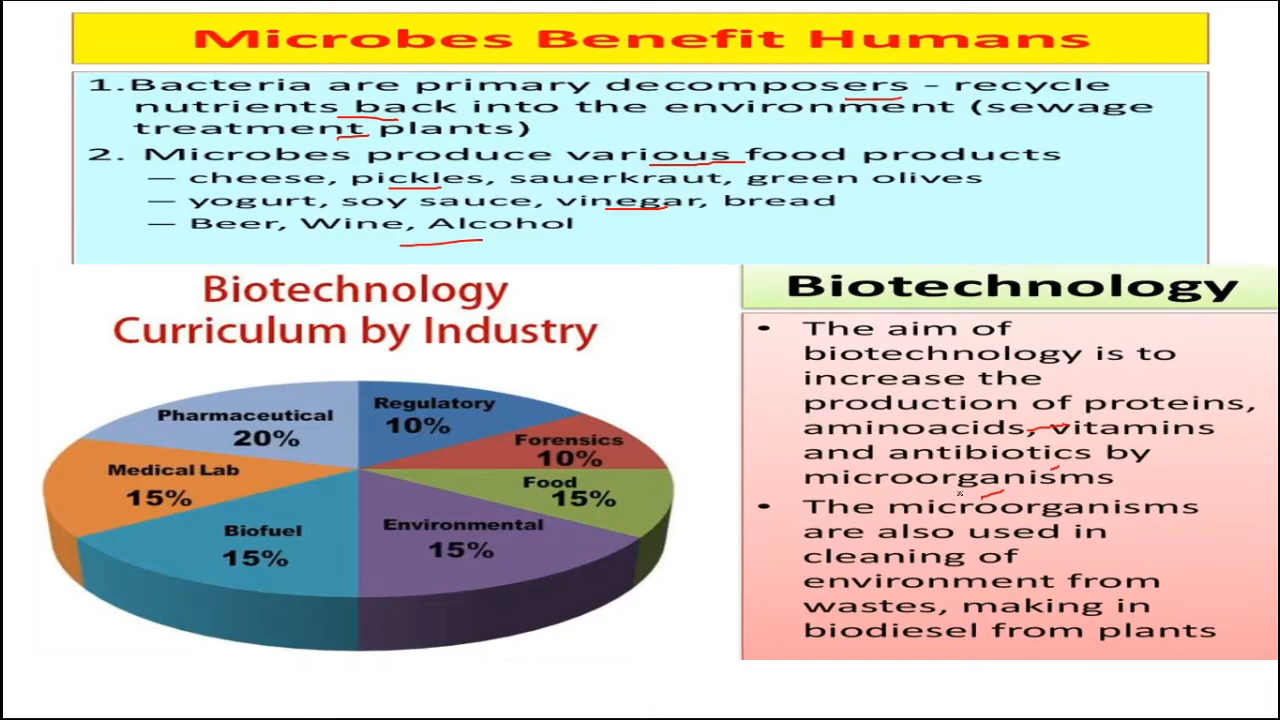 Microbes Benefit Humans
1. Bacteria are primary decomposers - recycle
nutrients back into the environment (sewage
treatment plants)
2. Microbes produce various food products
— cheese, pickles, sauerkraut, green olives
— yogurt, soy sauce, vinegar, bread
— Beer, Wine, Alcohol
Biotechnology
Curriculum by Industry
Pharmaceutical
20%
Regulatory
10%
Forensics
10%
Food
15%
Environmental
15%
Biofuel
15%
Medical Lab
15%
Biotechnology
• The aim of
biotechnology is to
increase the
production of proteins,
aminoacids, vitamins
and antibiotics by
microorganisms
• The microorganisms
are also used in
cleaning of
environment from
wastes, making in
biodiesel from plants